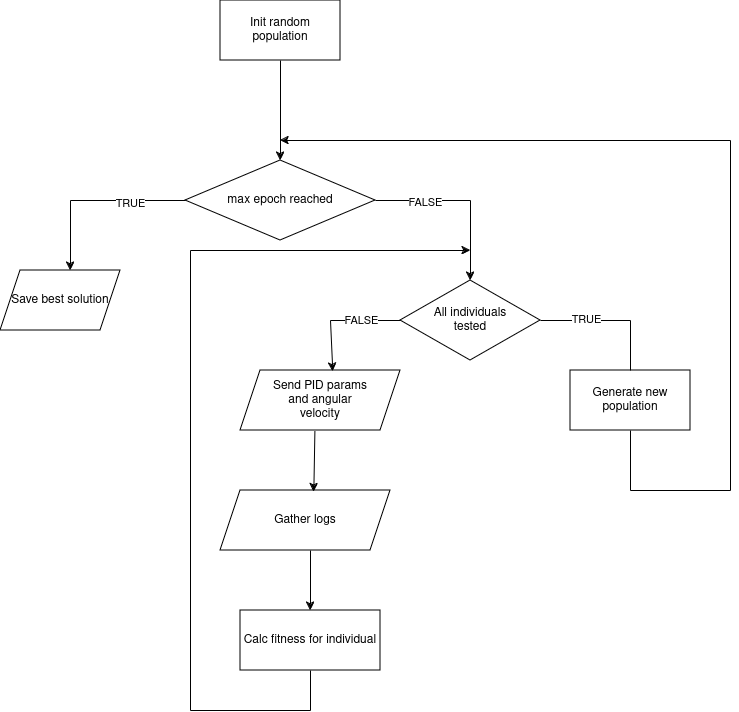 Init random
population
max epoch reached
TRUE
FALSE
Save best solution
All individuals
tested
FALSE
TRUE
Send PID params
and angular
velocity
Generate new
population
Gather logs
Calc fitness for individual